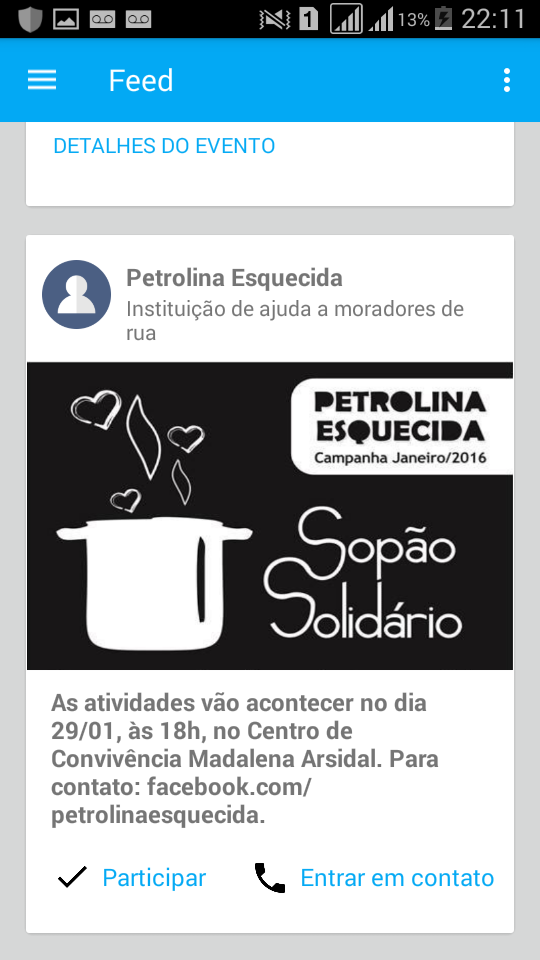 1 13% 22:11
Feed
DETALHES DO EVENTO
Petrolina Esquecida
Instituição de ajuda a moradores de
rua
PETROLINA
ESQUECIDA
Campanha Janeiro/2016
Sopão
Solidário
As atividades vão acontecer no dia
29/01, às 18h, no Centro de
Convivência Madalena Arsidal. Para
contato: facebook.com/
petrolinaesquecida.
Participar Entrar em contato